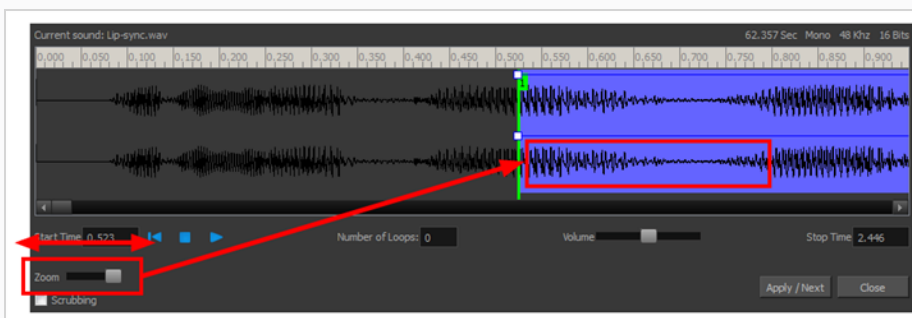 Current sound: Lip-sync.wav 62.357 Sec Mono 48 Khz 16 Bits
0.000 0.050 0.100 0.150 0.200 0.250 0.300 0.350 0.400 0.450 0.500 0.550 0.600 0.650 0.700 0.750 0.800 0.850 0.900
1
Start Time 0.523 Number of Loops: 0 Volume Stop Time 2.446
Zoom
Scrubbing Apply / Next Close